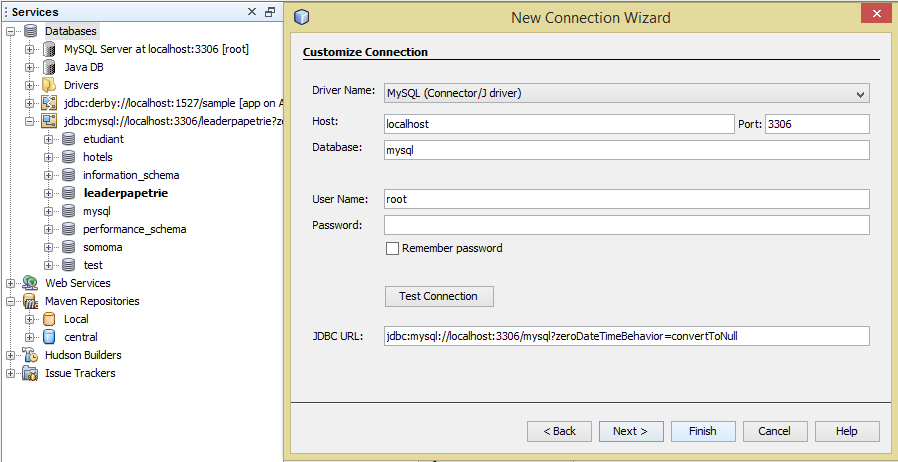 Services
Databases
MySQL Server at localhost:3306 [root]
Java DB
Drivers
jdbc:derby://localhost:1527/sample [app on A
jdbc:mysql://localhost:3306/leaderpapetrie?z
etudiant
hotels
information_schema
leaderpapetrie
mysql
performance_schema
somoma
test
Web Services
Maven Repositories
Local
central
Hudson Builders
Issue Trackers
New Connection Wizard
Customize Connection
Driver Name: MySQL (Connector/J driver)
Host: localhost Port: 3306
Database: mysql
User Name: root
Password:
Remember password
Test Connection
JDBC URL: jdbc:mysql://localhost:3306/mysql?zeroDateTimeBehavior=convertToNull
< Back Next > Finish Cancel Help